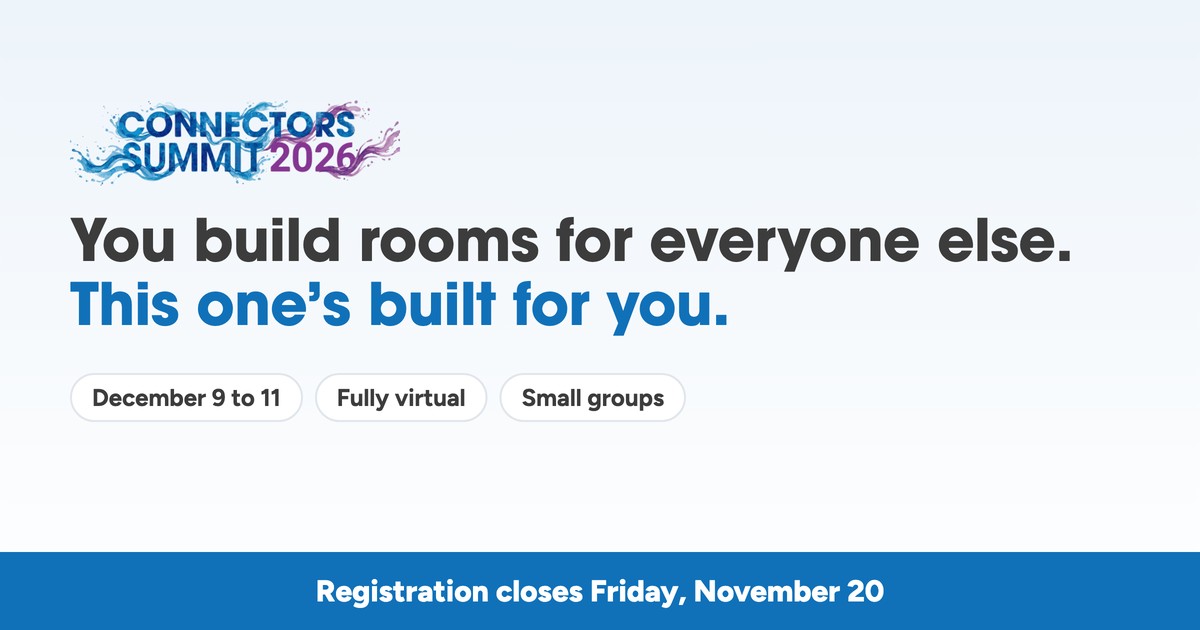 CONNECTORS
SUMMIT 2026
You build rooms for everyone else.
This one’s built for you.
December 9 to 11
Fully virtual
Small groups
Registration closes Friday, November 20